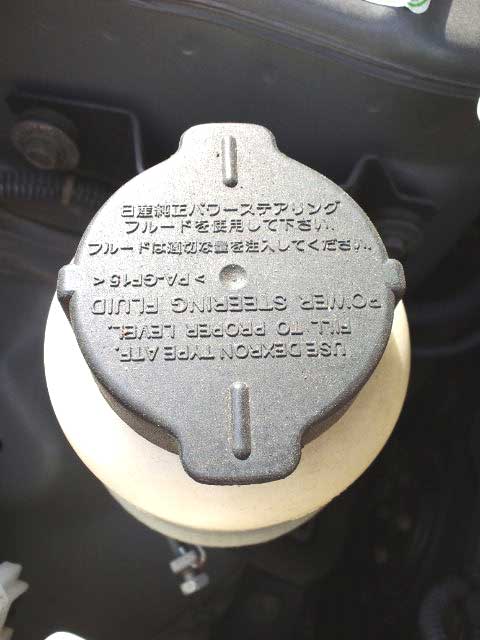 日産純正パワーステアリング
フルードを使用して下さい.
フルードは適切な量を注入してください.
>PA-GF15<
POWER STEERING FLUID
FILL TO PROPER LEVEL.
USE DEXRON TYPE ATF.